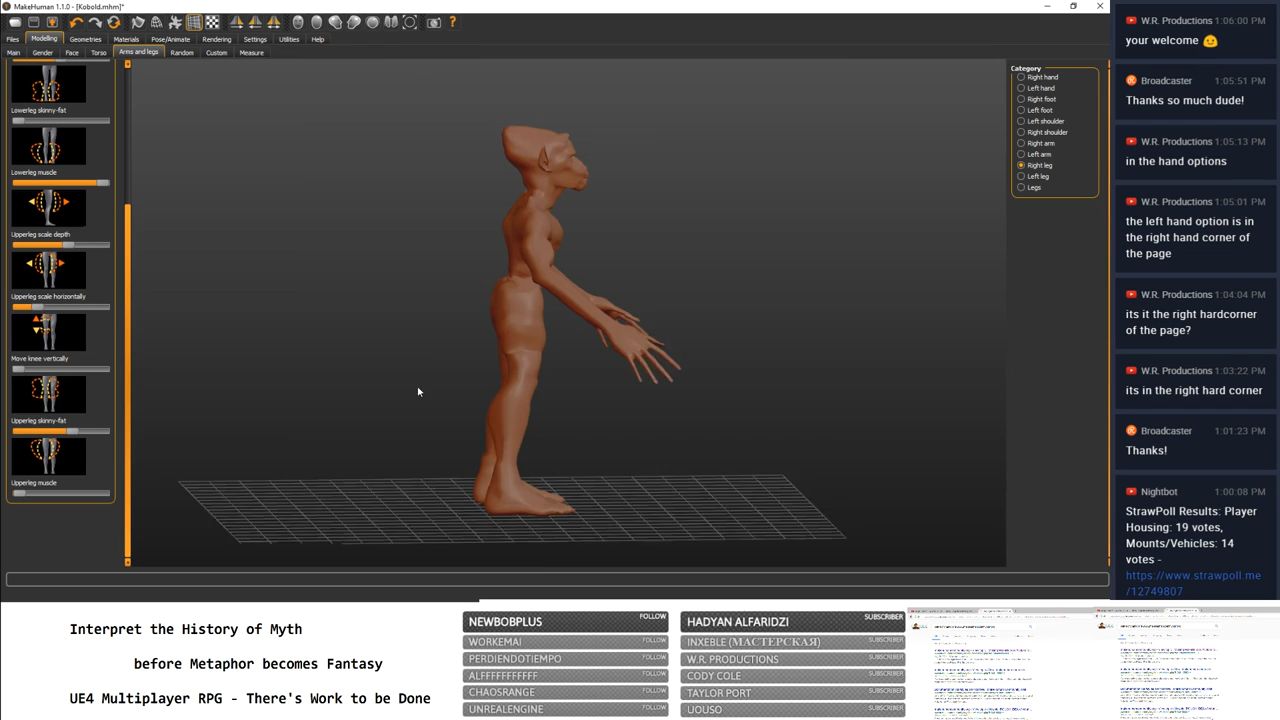 MakeHuman 1.1.0 - [Kobold.mhm]*
Files
Modelling
Geometries
Materials
Pose/Animate
Rendering
Settings
Utilities
Help
Main
Gender
Face
Torso
Arms and legs
Random
Custom
Measure
Lowerleg skinny-fat
Lowerleg muscle
Upperleg scale depth
Upperleg scale horizontally
Move knee vertically
Upperleg skinny-fat
Upperleg muscle
Category
Right hand
Left hand
Right foot
Left foot
Left shoulder
Right shoulder
Right arm
Left arm
Right leg
Left leg
Legs
W.R. Productions 1:06:00 PM
your welcome
Broadcaster 1:05:51 PM
Thanks so much dude!
W.R. Productions 1:05:13 PM
in the hand options
W.R. Productions 1:05:01 PM
the left hand option is in
the right hand corner of
the page
W.R. Productions 1:04:04 PM
its it the right hardcorner
of the page?
W.R. Productions 1:03:22 PM
its in the right hard corner
Broadcaster 1:01:23 PM
Thanks!
Nightbot 1:00:08 PM
StrawPoll Results: Player
Housing: 19 votes,
Mounts/Vehicles: 14
votes -
https://www.strawpoll.me
/12749807
Interpret the History of Myth
before Metaphor Defines Fantasy
UE4 Multiplayer RPG -
Work to be Done
NEWBOBPLUS FOLLOW
WORKEMAI FOLLOW
PERDIENDOTIEMPO FOLLOW
ALFFFFFFFFFF FOLLOW
CHAOSRANGE FOLLOW
UNREALENGINE FOLLOW
HADYAN ALFARIDZI SUBSCRIBER
INXEBLE (МАСТЕРСКАЯ) SUBSCRIBER
W.R. PRODUCTIONS SUBSCRIBER
CODY COLE SUBSCRIBER
TAYLOR PORT SUBSCRIBER
UOUSO SUBSCRIBER